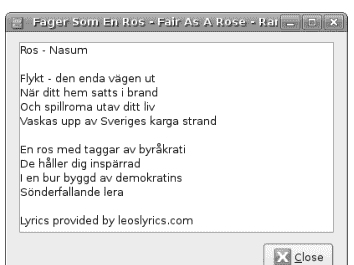 Fager Som En Ros - Fair As A Rose - Rar
Ros - Nasum
Flykt - den enda vägen ut
När ditt hem satts i brand
Och spillroma utav ditt liv
Vaskas upp av Sveriges karga strand
En ros med taggar av byråkrati
De håller dig inspärrad
I en bur byggd av demokratins
Sönderfallande lera
Lyrics provided by leoslyrics.com
Close